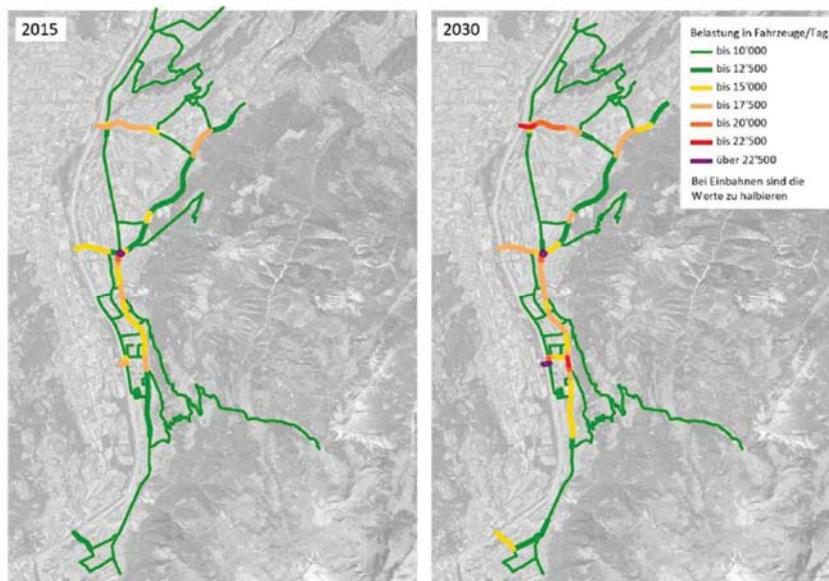 2015
2030
Belastung in Fahrzeuge/Tag
bis 10'000
bis 12'500
bis 15'000
bis 17'500
bis 20'000
bis 22'500
über 22'500
Bei Einbahnen sind die
Werte zu halbieren